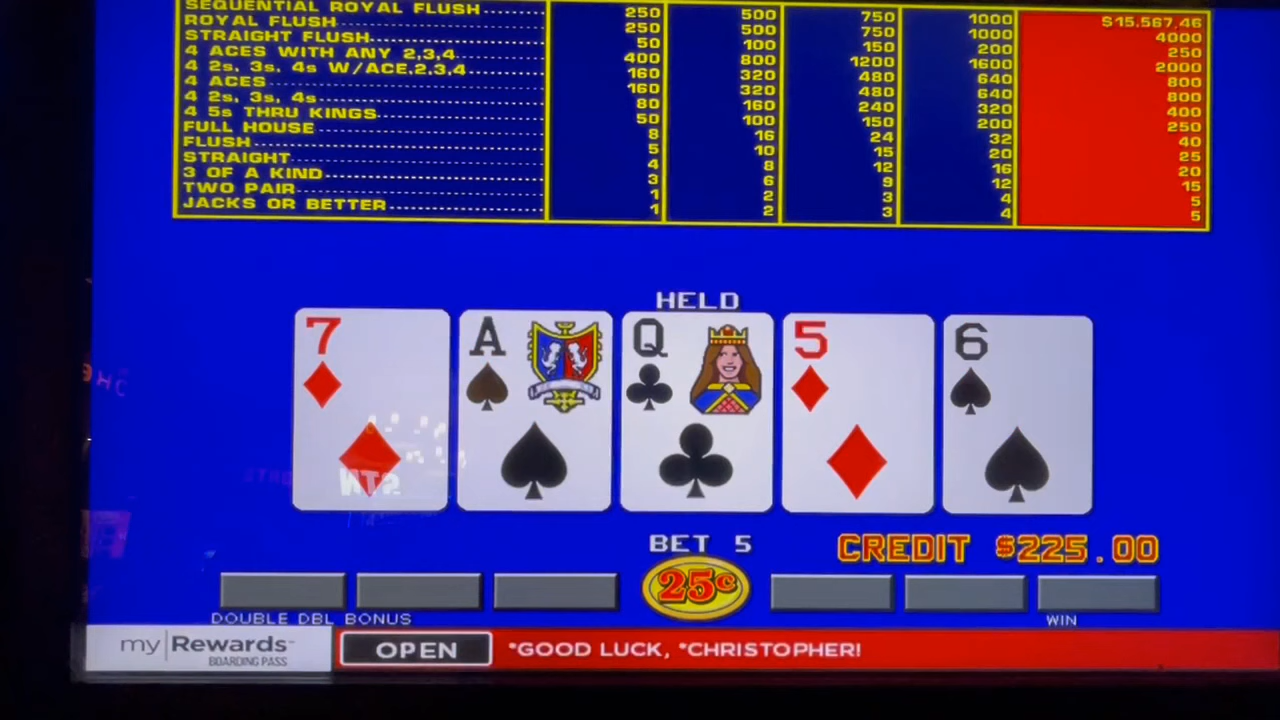 SEQUENTIAL ROYAL FLUSH 250 500 750 1000 $15,567.46
ROYAL FLUSH 250 500 750 1000 4000
STRAIGHT FLUSH 50 100 150 200 250
4 ACES WITH ANY 2,3,4 400 800 1200 1600 2000
4 2s, 3s, 4s W/ACE,2,3,4 160 320 480 640 800
4 ACES 160 320 480 640 800
4 2s, 3s, 4s 80 160 240 320 400
4 5s THRU KINGS 50 100 150 200 250
FULL HOUSE 8 16 24 32 40
FLUSH 5 10 15 20 25
STRAIGHT 4 8 12 16 20
3 OF A KIND 3 6 9 12 15
TWO PAIR 1 2 3 4 5
JACKS OR BETTER 1 2 3 4 5
HELD
7 A Q 5 6
BET 5 CREDIT $225.00
25¢
DOUBLE DBL BONUS WIN
my|Rewards™ OPEN *GOOD LUCK, *CHRISTOPHER!
BOARDING PASS